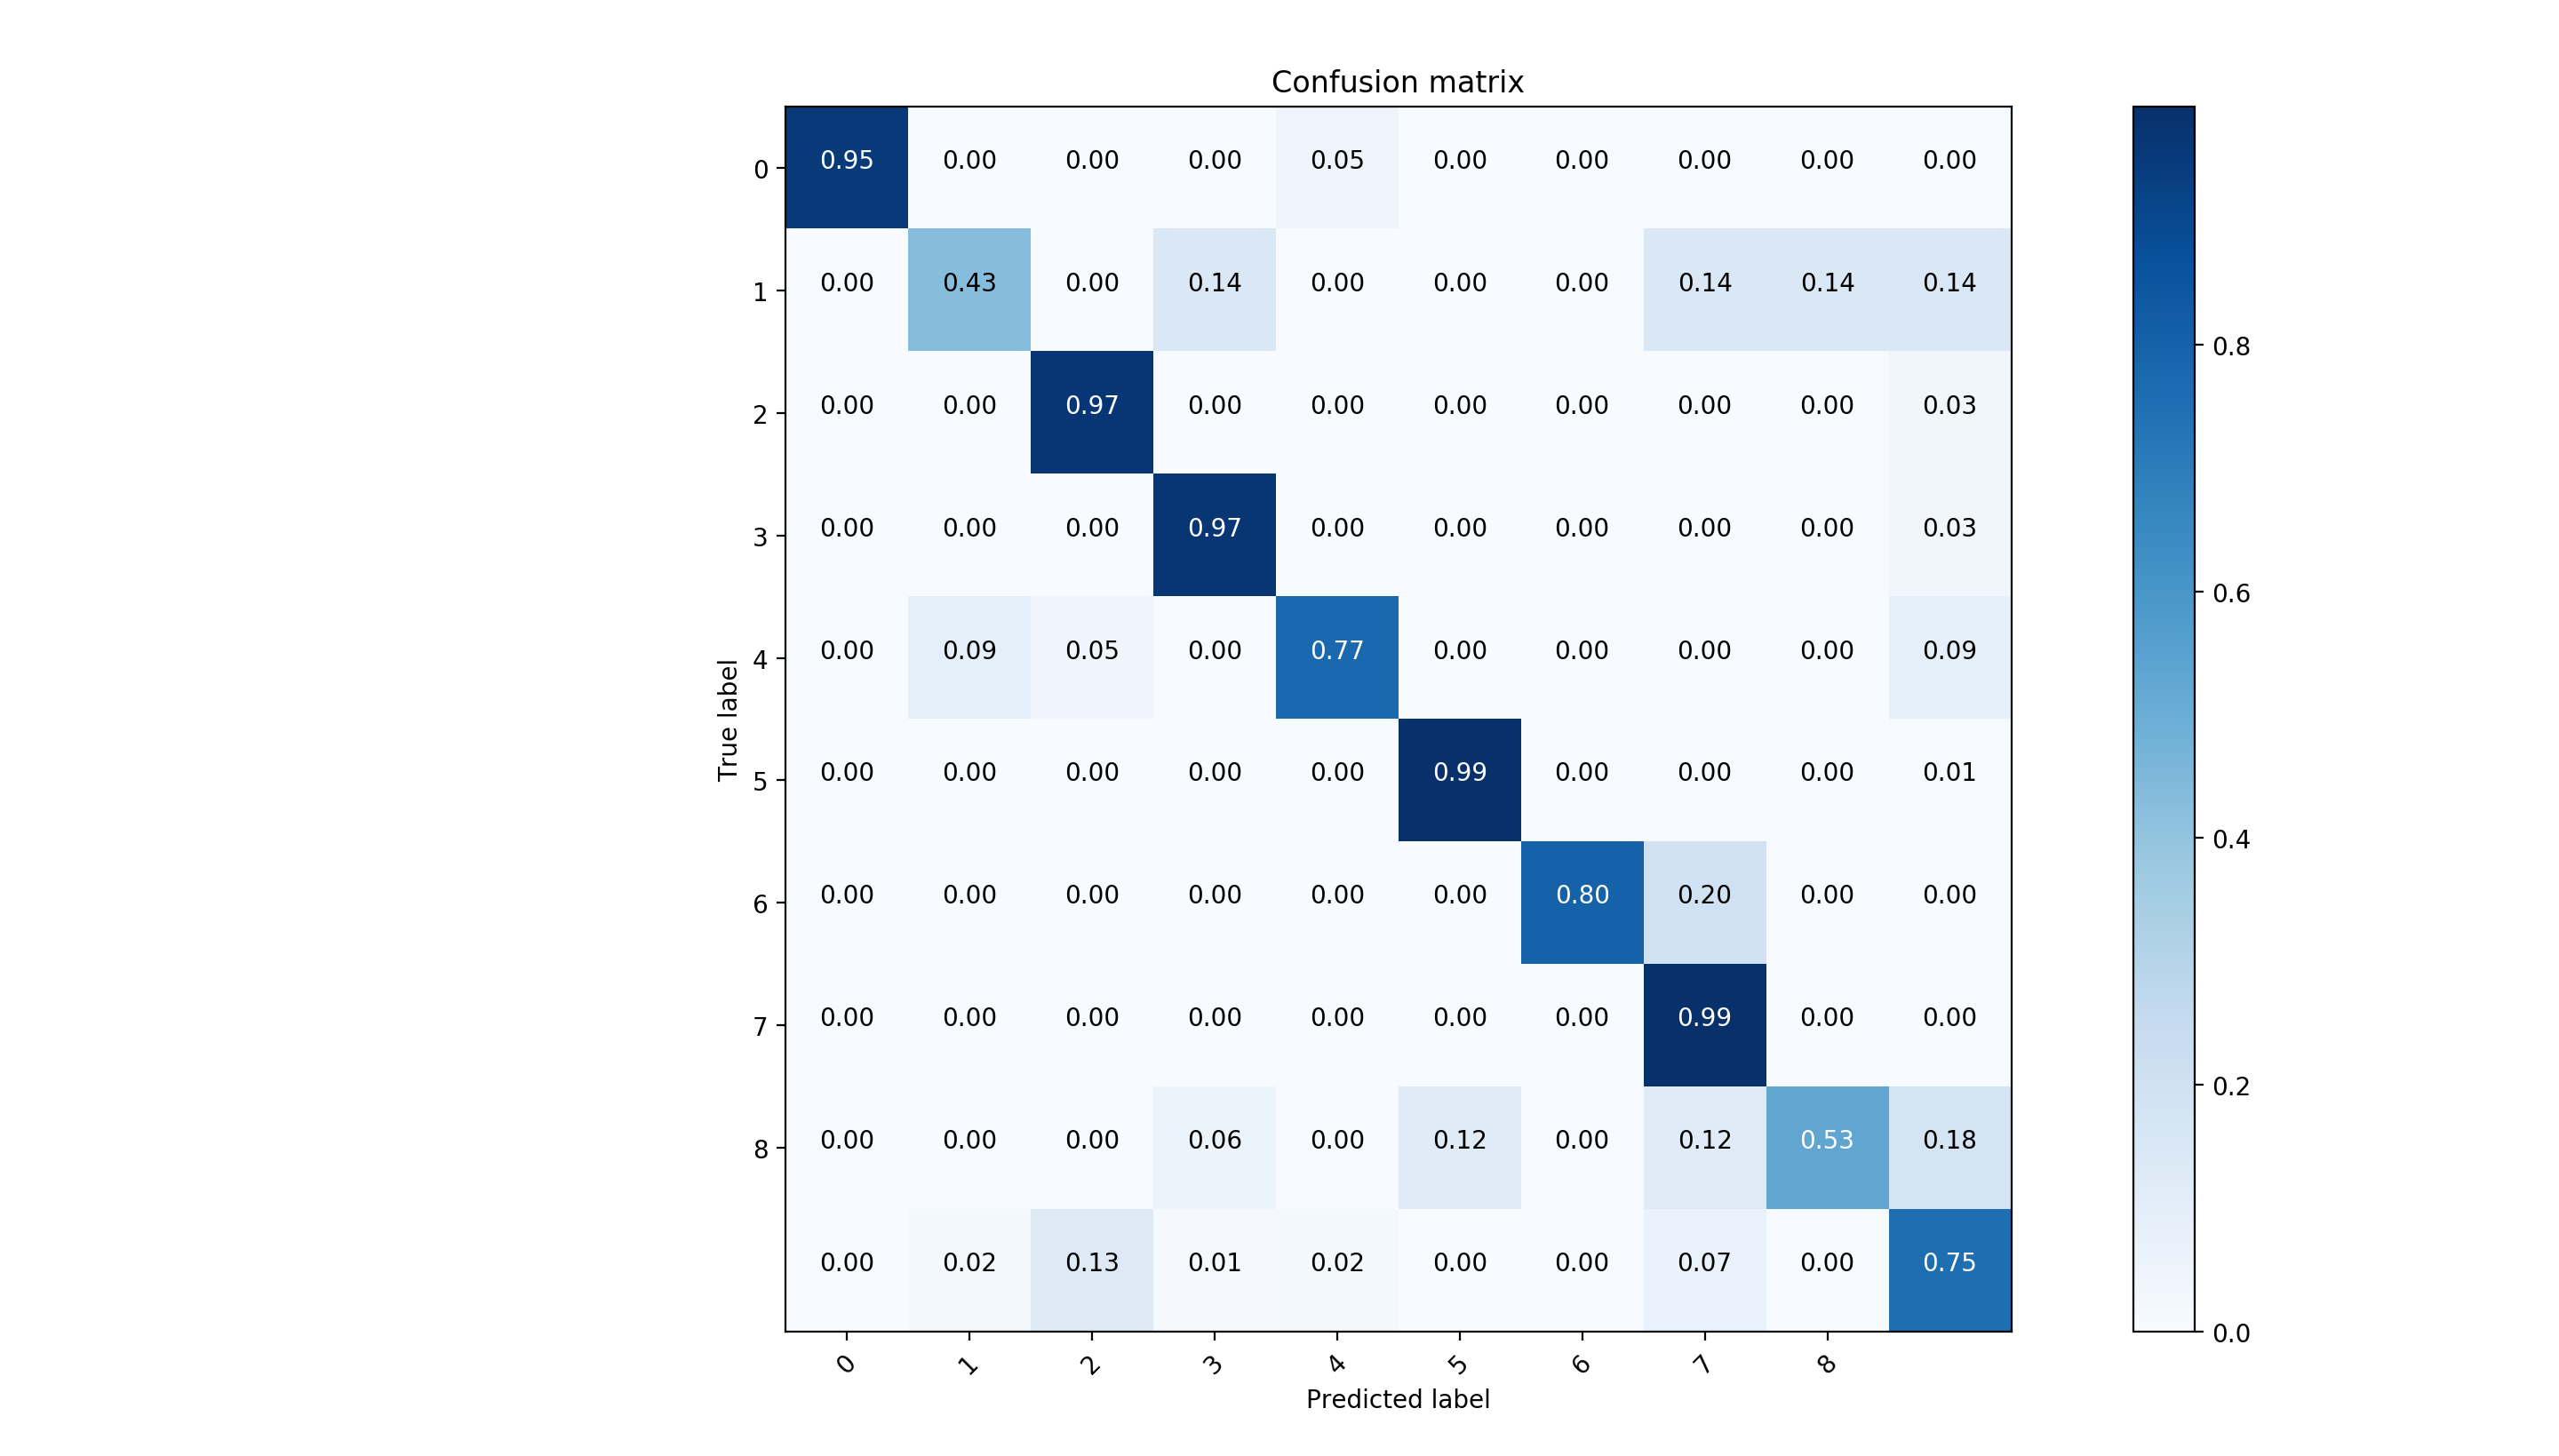 Confusion matrix
0 0.95 0.00 0.00 0.00 0.05 0.00 0.00 0.00 0.00 0.00
1 0.00 0.43 0.00 0.14 0.00 0.00 0.00 0.14 0.14 0.14
2 0.00 0.00 0.97 0.00 0.00 0.00 0.00 0.00 0.00 0.03
3 0.00 0.00 0.00 0.97 0.00 0.00 0.00 0.00 0.00 0.03
4 0.00 0.09 0.05 0.00 0.77 0.00 0.00 0.00 0.00 0.09
True label
5 0.00 0.00 0.00 0.00 0.00 0.99 0.00 0.00 0.00 0.01
6 0.00 0.00 0.00 0.00 0.00 0.00 0.80 0.20 0.00 0.00
7 0.00 0.00 0.00 0.00 0.00 0.00 0.00 0.99 0.00 0.00
8 0.00 0.00 0.00 0.06 0.00 0.12 0.00 0.12 0.53 0.18
0.00 0.02 0.13 0.01 0.02 0.00 0.00 0.07 0.00 0.75
0 1 2 3 4 5 6 7 8
Predicted label
0.8
0.6
0.4
0.2
0.0